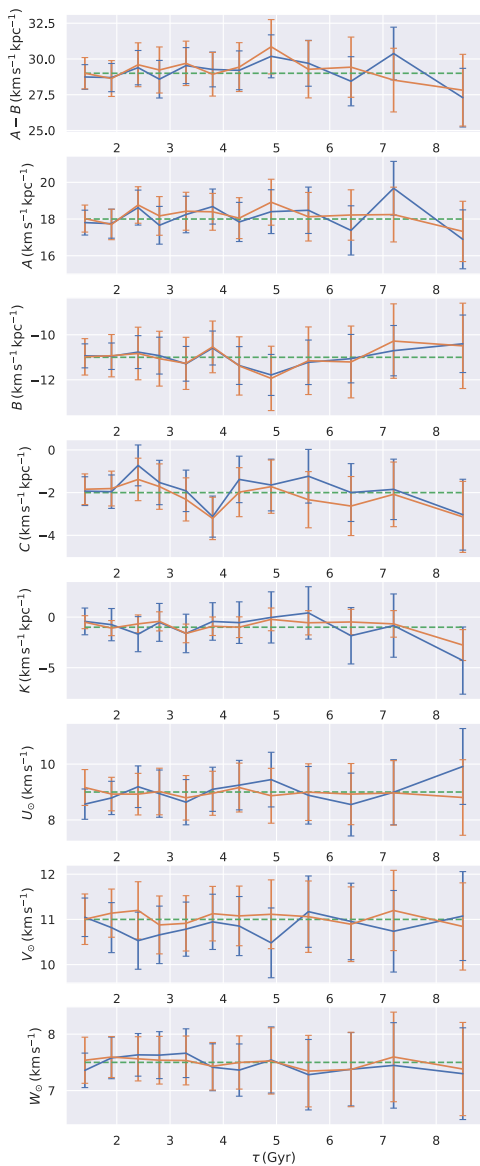 32.5
30.0
27.5
25.0
A − B (km s⁻¹ kpc⁻¹)
2 3 4 5 6 7 8
20
18
16
A (km s⁻¹ kpc⁻¹)
2 3 4 5 6 7 8
−10
−12
B (km s⁻¹ kpc⁻¹)
2 3 4 5 6 7 8
0
−2
−4
C (km s⁻¹ kpc⁻¹)
2 3 4 5 6 7 8
0
−5
K (km s⁻¹ kpc⁻¹)
2 3 4 5 6 7 8
10
8
U⊙ (km s⁻¹)
2 3 4 5 6 7 8
12
11
10
V⊙ (km s⁻¹)
2 3 4 5 6 7 8
8
7
W⊙ (km s⁻¹)
2 3 4 5 6 7 8
τ (Gyr)